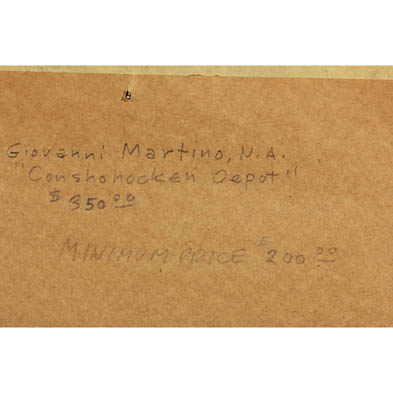 Giovanni Martino, N.A.
"Conshohocken Depot"
$350.00
MINIMUM PRICE $200.00